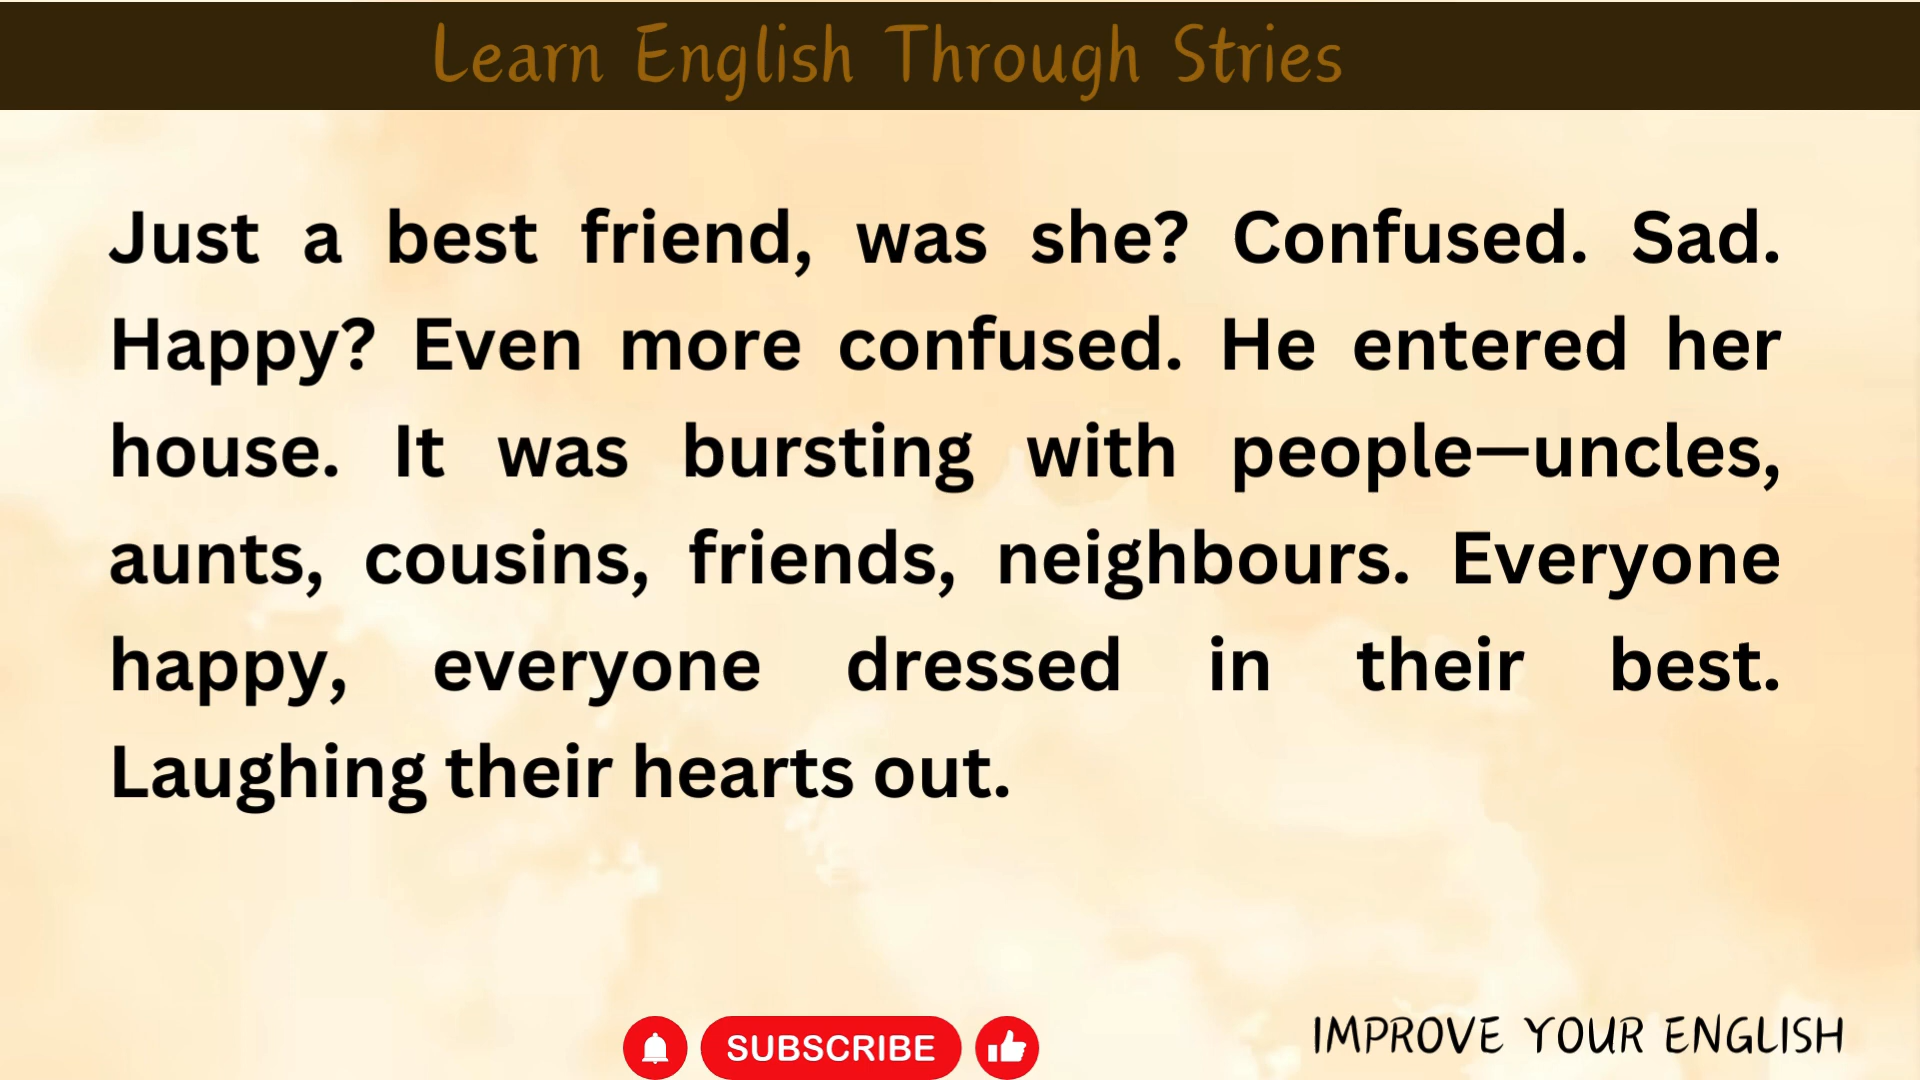 Learn English Through Stries
Just a best friend, was she? Confused. Sad.
Happy? Even more confused. He entered her
house. It was bursting with people—uncles,
aunts, cousins, friends, neighbours. Everyone
happy, everyone dressed in their best.
Laughing their hearts out.
SUBSCRIBE
IMPROVE YOUR ENGLISH